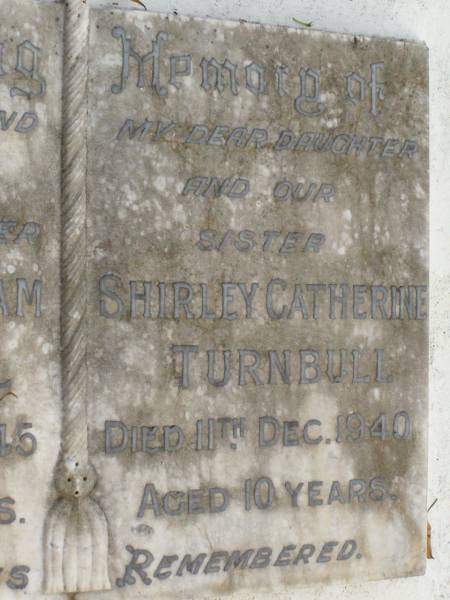 Memory of
MY DEAR DAUGHTER
AND OUR
SISTER
SHIRLEY CATHERINE
TURNBULL
DIED 11TH DEC. 1940
AGED 10 YEARS.
REMEMBERED.